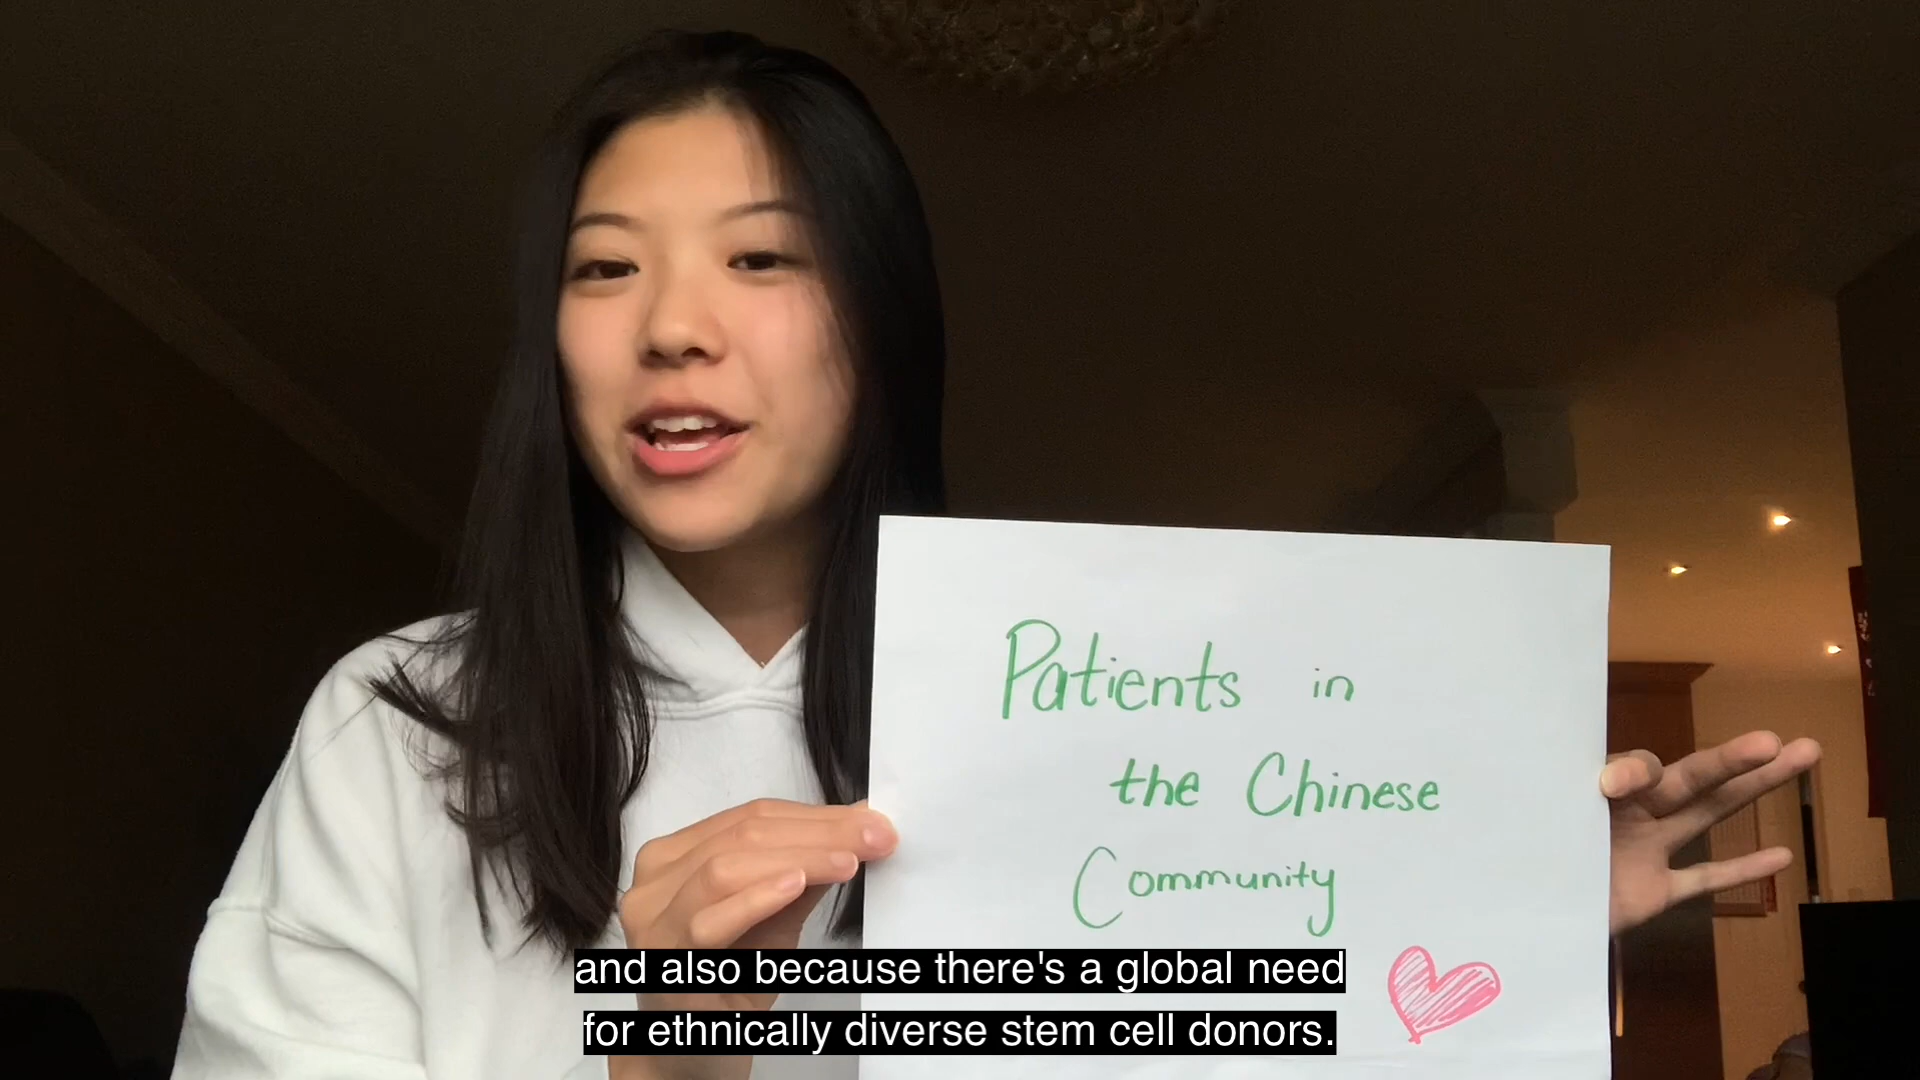 Patients in
the Chinese
Community
and also because there's a global need
for ethnically diverse stem cell donors.